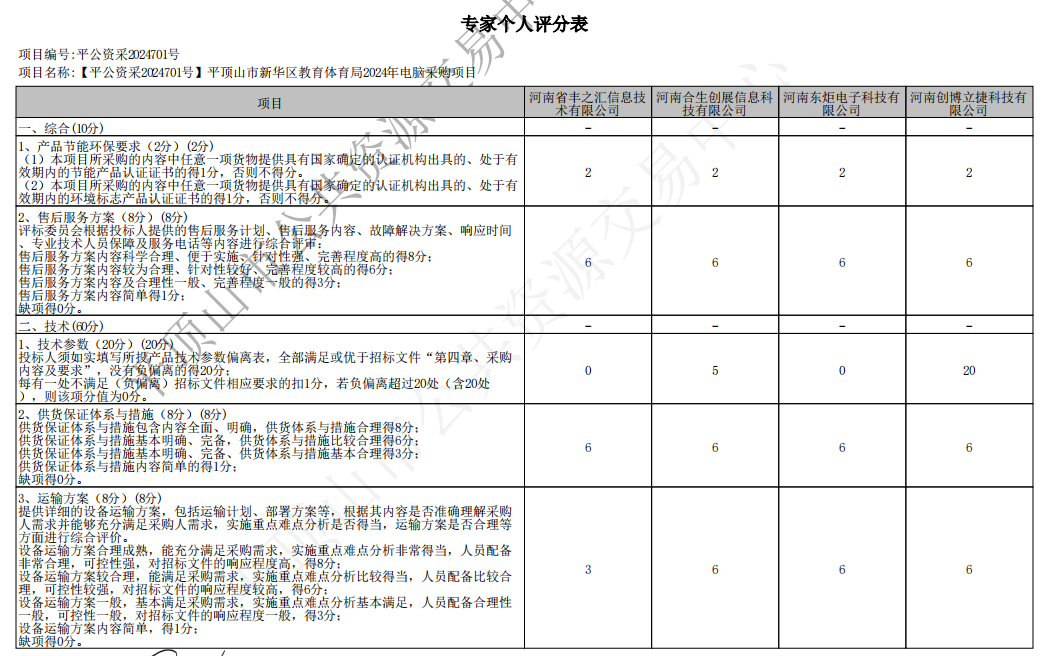 专家个人评分表
项目编号:平公资采2024701号
项目名称:【平公资采2024701号】平顶山市新华区教育体育局2024年电脑采购项目
项目
河南省丰之汇信息技
术有限公司
河南合生创展信息科
技有限公司
河南东炬电子科技有
限公司
河南创博立捷科技有
限公司
一、综合(10分)
- - - -
1、产品节能环保要求（2分）(2分)
（1）本项目所采购的内容中任意一项货物提供具有国家确定的认证机构出具的、处于有
效期内的节能产品认证证书的得1分，否则不得分。
（2）本项目所采购的内容中任意一项货物提供具有国家确定的认证机构出具的、处于有
效期内的环境标志产品认证证书的得1分，否则不得分。
2 2 2 2
2、售后服务方案（8分）(8分)
评标委员会根据投标人提供的售后服务计划、售后服务内容、故障解决方案、响应时间
、专业技术人员保障及服务电话等内容进行综合评审：
售后服务方案内容科学合理、便于实施、针对性强、完善程度高的得8分；
售后服务方案内容较为合理、针对性较好、完善程度较高的得6分；
售后服务方案内容及合理性一般、完善程度一般的得3分；
售后服务方案内容简单得1分；
缺项得0分。
6 6 6 6
二、技术(60分)
- - - -
1、技术参数（20分）(20分)
投标人须如实填写所投产品技术参数偏离表，全部满足或优于招标文件“第四章、采购
内容及要求”，没有负偏离的得20分；
每有一处不满足（负偏离）招标文件相应要求的扣1分，若负偏离超过20处（含20处
），则该项分值为0分。
0 5 0 20
2、供货保证体系与措施（8分）(8分)
供货保证体系与措施包含内容全面、明确，供货体系与措施合理得8分；
供货保证体系与措施基本明确、完备，供货体系与措施比较合理得6分；
供货保证体系与措施基本明确、完备、供货体系与措施基本合理得3分；
供货保证体系与措施内容简单的得1分；
缺项得0分。
6 6 6 6
3、运输方案（8分）(8分)
提供详细的设备运输方案，包括运输计划、部署方案等，根据其内容是否准确理解采购
人需求并能够充分满足采购人需求，实施重点难点分析是否得当，运输方案是否合理等
方面进行综合评价。
设备运输方案合理成熟，能充分满足采购需求，实施重点难点分析非常得当，人员配备
非常合理，可控性强，对招标文件的响应程度高，得8分；
设备运输方案较合理，能满足采购需求，实施重点难点分析比较得当，人员配备比较合
理，可控性较强，对招标文件的响应程度较高，得6分；
设备运输方案一般，基本满足采购需求，实施重点难点分析基本满足，人员配备合理性
一般，可控性一般，对招标文件的响应程度一般，得3分；
设备运输方案内容简单，得1分；
缺项得0分。
3 6 6 6
平顶山市公共资源交易中
平顶山市公共资源交易中心